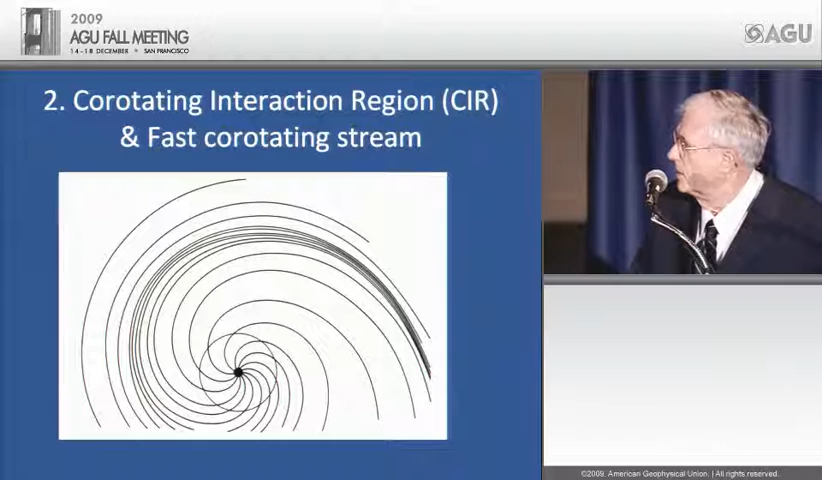 2009
AGU FALL MEETING
14-18 DECEMBER • SAN FRANCISCO
AGU
2. Corotating Interaction Region (CIR)
& Fast corotating stream
©2009. American Geophysical Union. | All rights reserved.